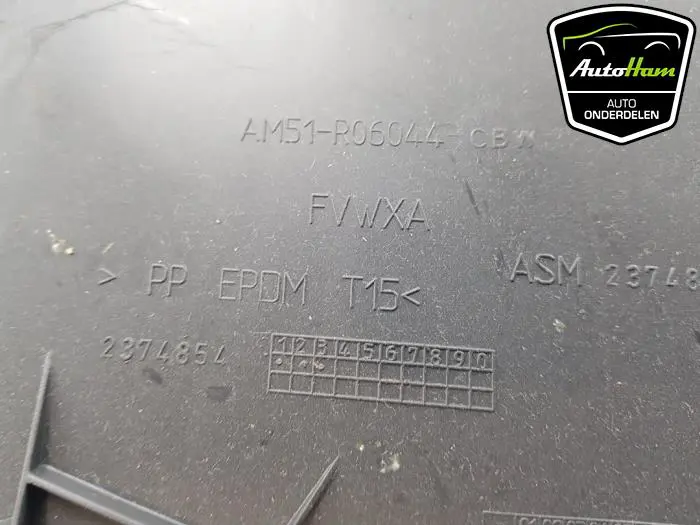 AutoHam
AUTO
ONDERDELEN
AM51-R06044-CBW
FVWXA
> PP EPDM T15<
ASM 23748
2374854
1 2 3 4 5 6 7 8 9 0